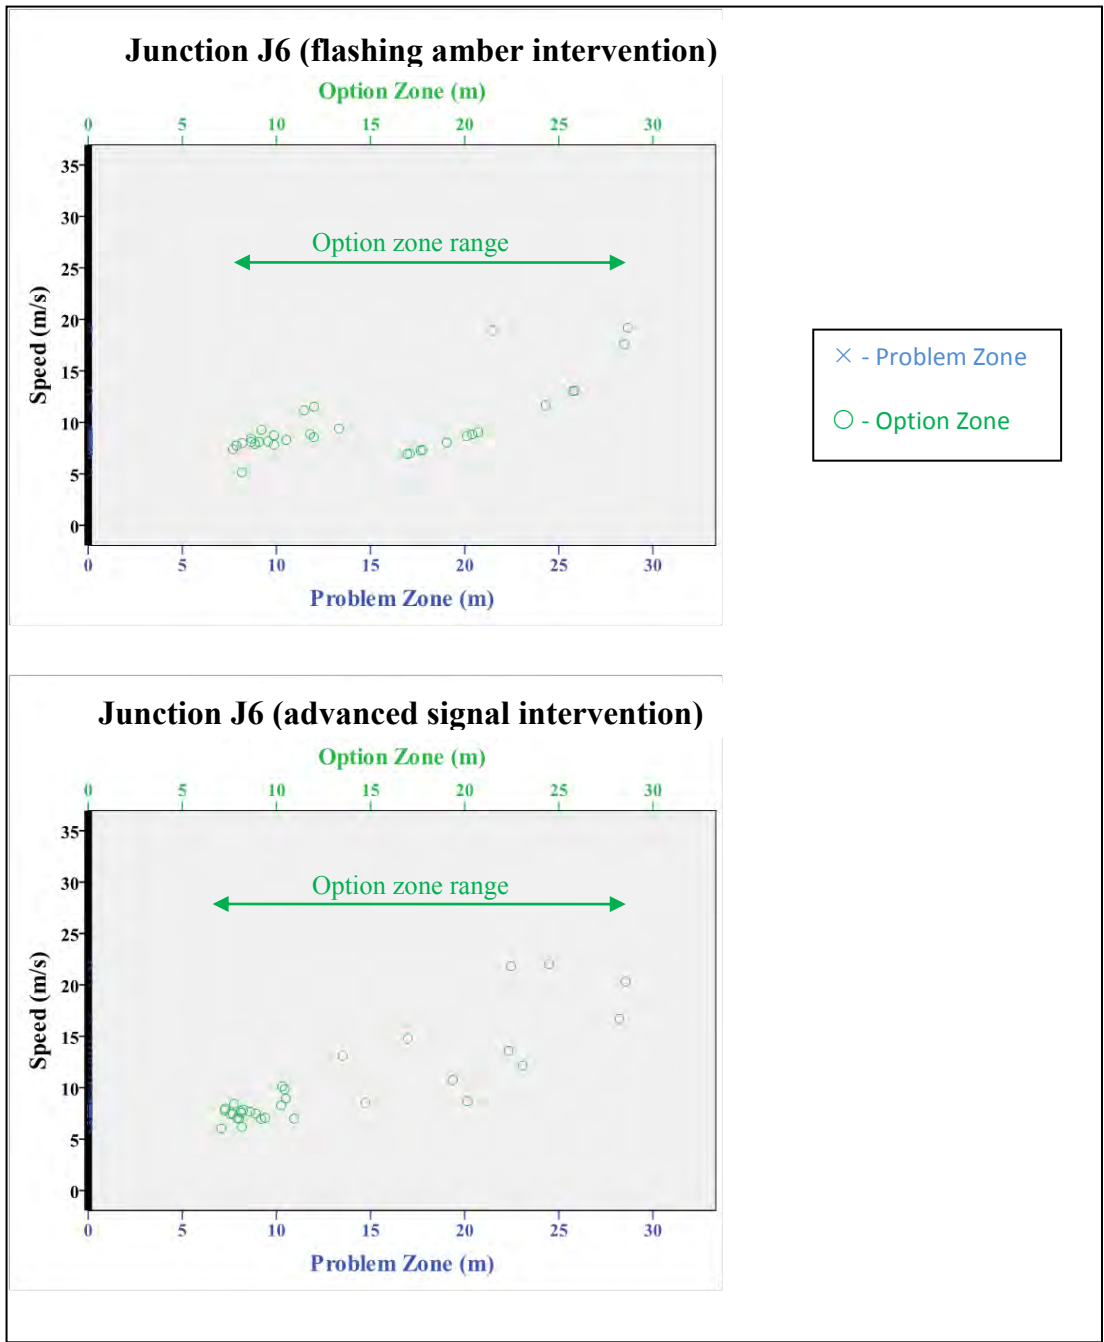 Junction J6 (flashing amber intervention)
Option Zone (m)
0 5 10 15 20 25 30
35
30
Option zone range
25
20
Speed (m/s)
15
10
5
0
0 5 10 15 20 25 30
Problem Zone (m)
× - Problem Zone
○ - Option Zone
Junction J6 (advanced signal intervention)
Option Zone (m)
0 5 10 15 20 25 30
35
30
Option zone range
25
20
Speed (m/s)
15
10
5
0
0 5 10 15 20 25 30
Problem Zone (m)